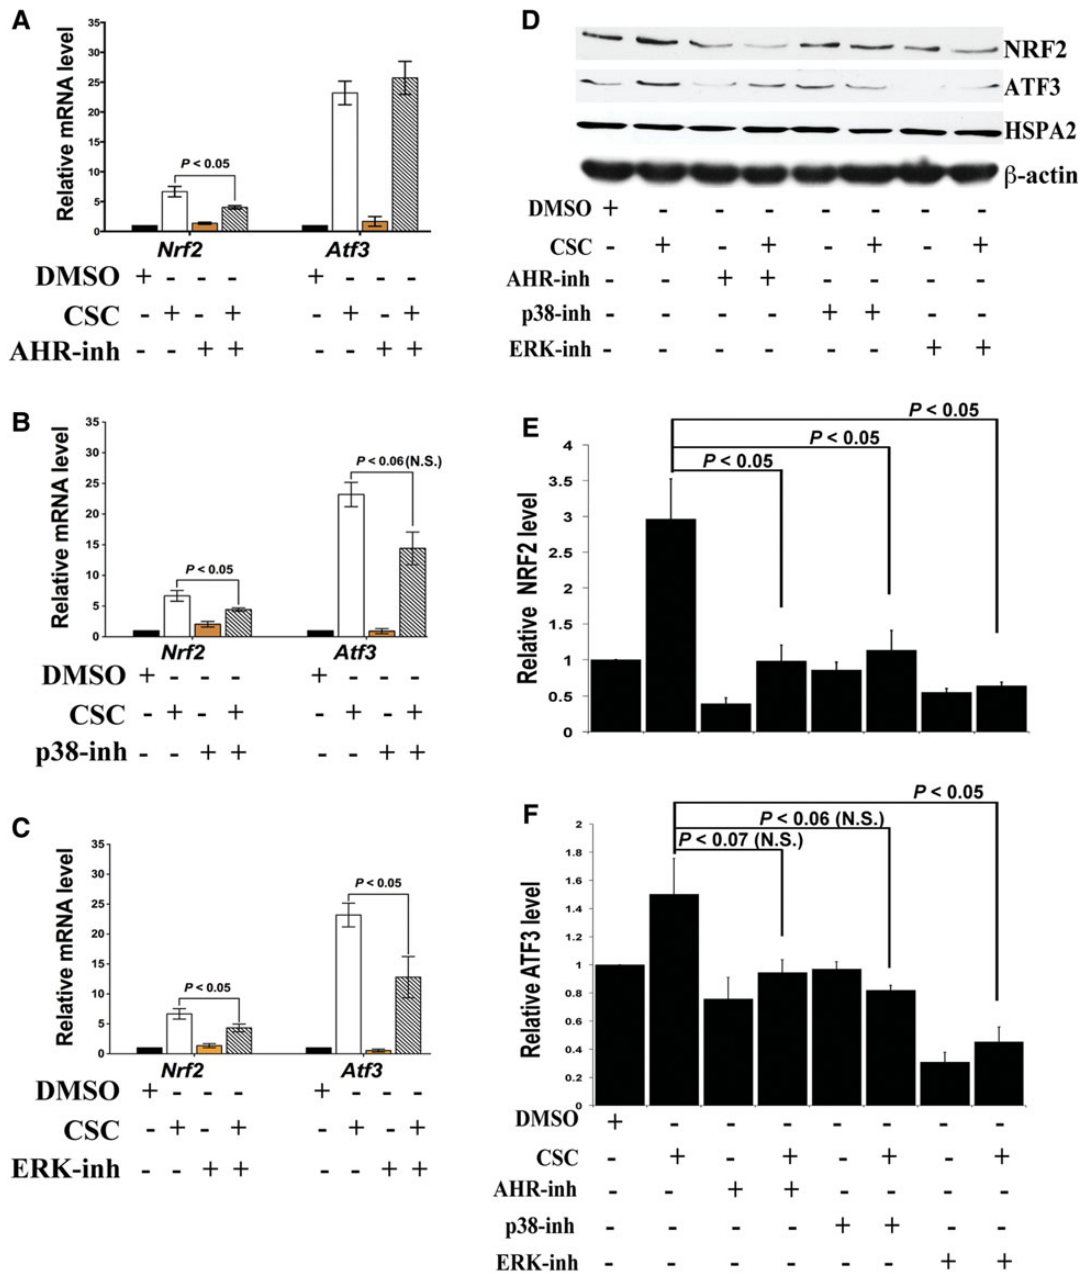 A
Relative mRNA level
35
30
25
20
15
10
5
0
P < 0.05
Nrf2 Atf3
DMSO + - - - + - - -
CSC - + - + - + - +
AHR-inh - - + + - - + +
B
Relative mRNA level
35
30
25
20
15
10
5
0
P < 0.05
P < 0.06 (N.S.)
Nrf2 Atf3
DMSO + - - - + - - -
CSC - + - + - + - +
p38-inh - - + + - - + +
C
Relative mRNA level
35
30
25
20
15
10
5
0
P < 0.05
P < 0.05
Nrf2 Atf3
DMSO + - - - + - - -
CSC - + - + - + - +
ERK-inh - - + + - - + +
D
NRF2
ATF3
HSPA2
β-actin
DMSO + - - - - - - -
CSC - + - + - + - +
AHR-inh - - + + - - - -
p38-inh - - - - + + - -
ERK-inh - - - - - - + +
E
Relative NRF2 level
4
3.5
3
2.5
2
1.5
1
0.5
0
P < 0.05
P < 0.05
P < 0.05
F
Relative ATF3 level
2
1.8
1.6
1.4
1.2
1
0.8
0.6
0.4
0.2
0
P < 0.05
P < 0.06 (N.S.)
P < 0.07 (N.S.)
DMSO + - - - - - - -
CSC - + - + - + - +
AHR-inh - - + + - - - -
p38-inh - - - - + + - -
ERK-inh - - - - - - + +